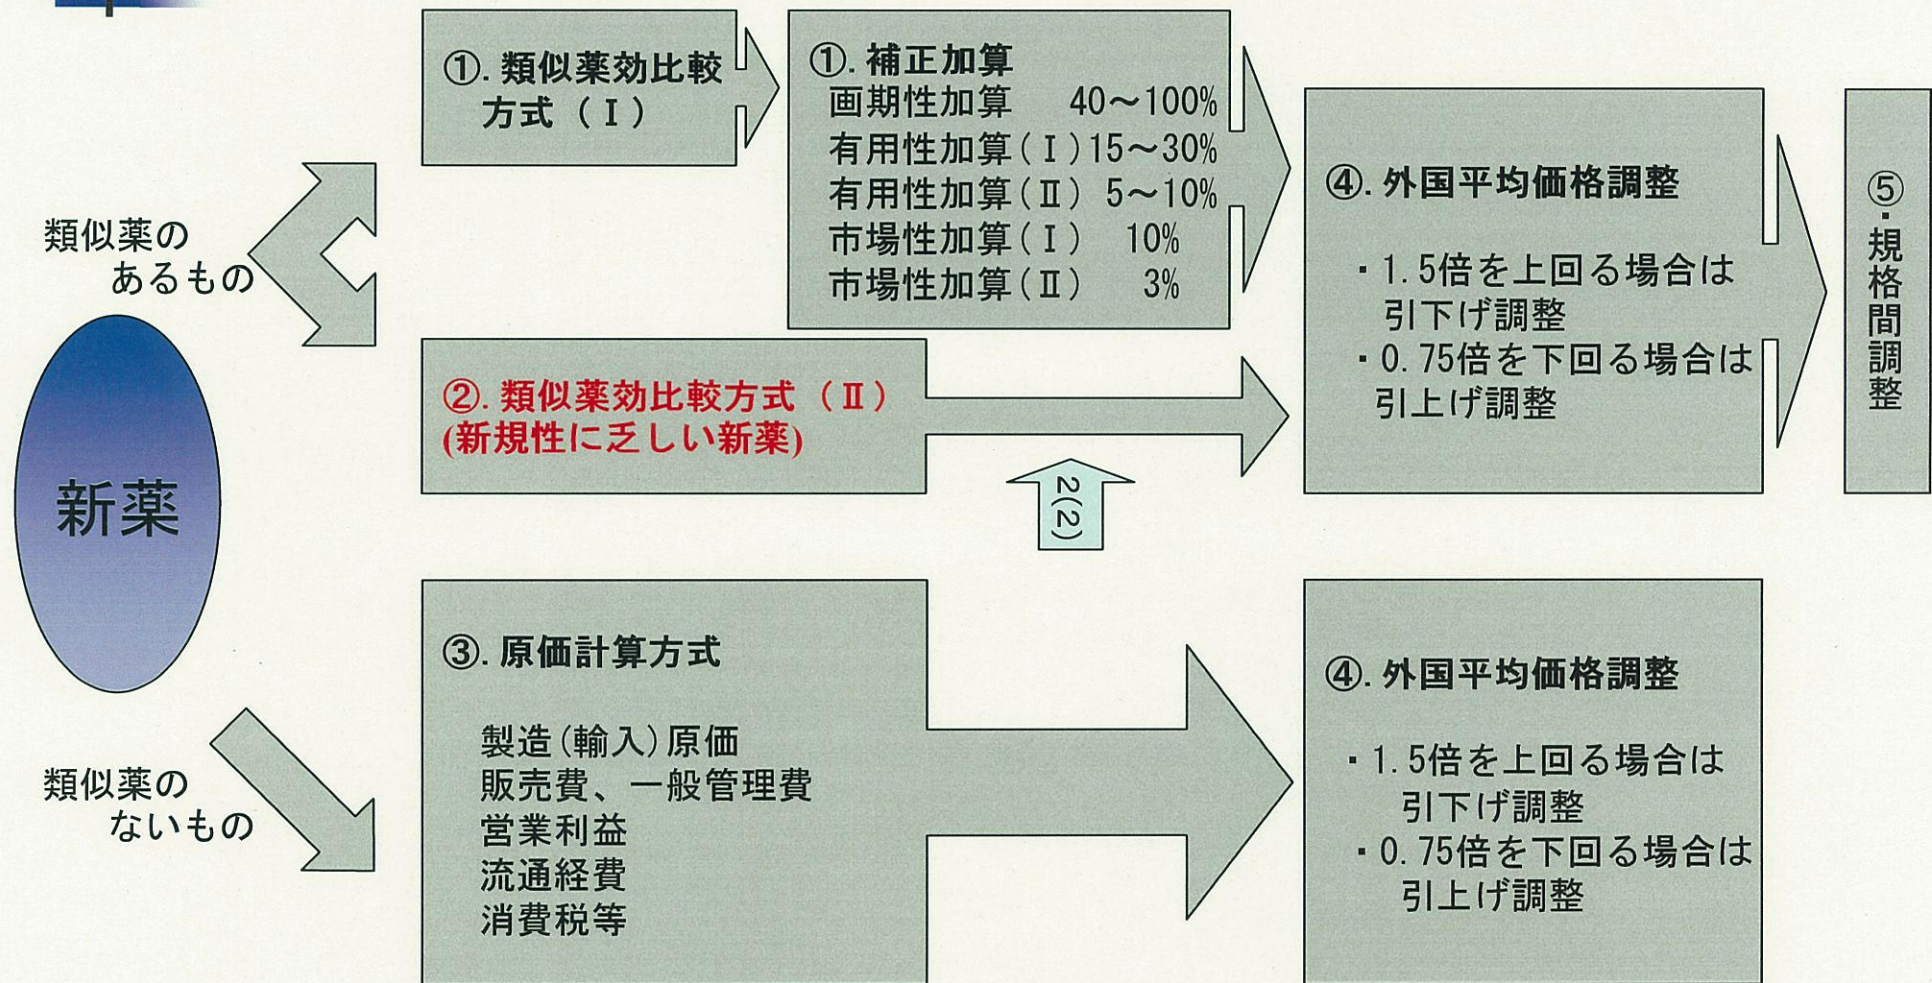 ①. 類似薬効比較
方式（Ⅰ）
①. 補正加算
画期性加算 40～100%
有用性加算(Ⅰ)15～30%
有用性加算(Ⅱ) 5～10%
市場性加算(Ⅰ) 10%
市場性加算(Ⅱ) 3%
類似薬の
あるもの
②. 類似薬効比較方式（Ⅱ）
(新規性に乏しい新薬)
2(2)
④. 外国平均価格調整
・1.5倍を上回る場合は
引下げ調整
・0.75倍を下回る場合は
引上げ調整
⑤．規格間調整
新薬
類似薬の
ないもの
③. 原価計算方式
製造(輸入)原価
販売費、一般管理費
営業利益
流通経費
消費税等
④. 外国平均価格調整
・1.5倍を上回る場合は
引下げ調整
・0.75倍を下回る場合は
引上げ調整